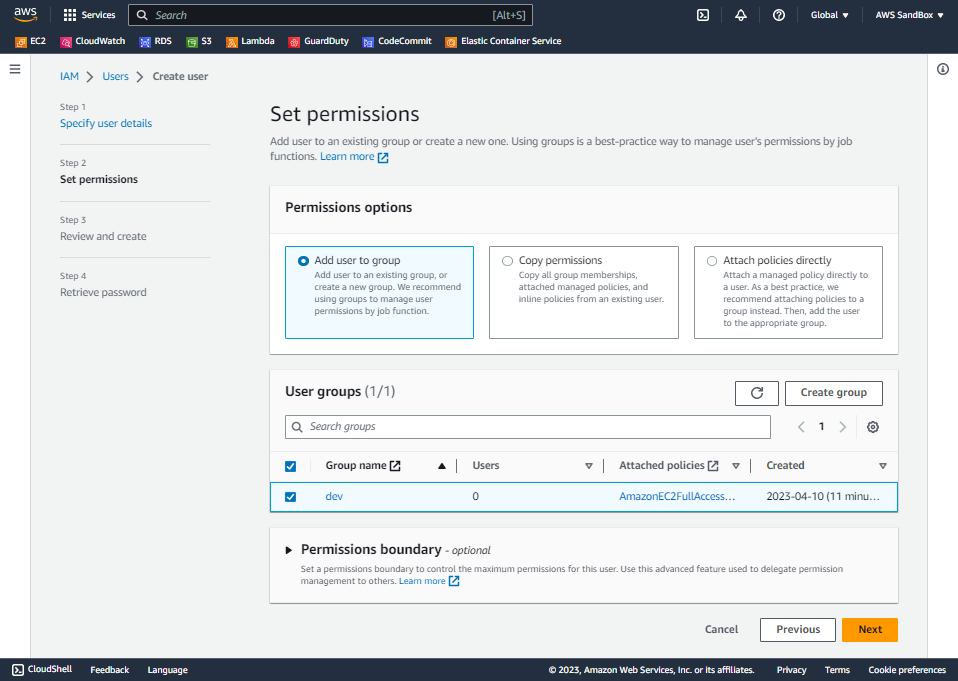 aws
Services
Search
[Alt+S]
Global ▼
AWS SandBox ▼
EC2
CloudWatch
RDS
S3
Lambda
GuardDuty
CodeCommit
Elastic Container Service
IAM > Users > Create user
Step 1
Specify user details
Step 2
Set permissions
Step 3
Review and create
Step 4
Retrieve password
Set permissions
Add user to an existing group or create a new one. Using groups is a best-practice way to manage user's permissions by job
functions. Learn more
Permissions options
Add user to group
Add user to an existing group, or
create a new group. We recommend
using groups to manage user
permissions by job function.
Copy permissions
Copy all group memberships,
attached managed policies, and
inline policies from an existing user.
Attach policies directly
Attach a managed policy directly to
a user. As a best practice, we
recommend attaching policies to a
group instead. Then, add the user
to the appropriate group.
User groups (1/1)
Create group
Search groups
1
Group name
Users
Attached policies
Created
dev
0
AmazonEC2FullAccess...
2023-04-10 (11 minu...
Permissions boundary - optional
Set a permissions boundary to control the maximum permissions for this user. Use this advanced feature used to delegate permission
management to others. Learn more
Cancel
Previous
Next
CloudShell
Feedback
Language
© 2023, Amazon Web Services, Inc. or its affiliates.
Privacy
Terms
Cookie preferences